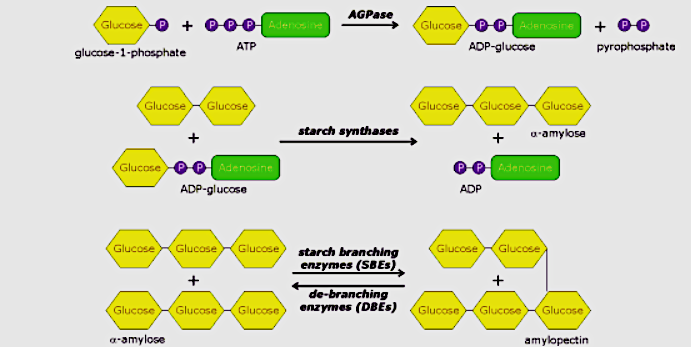 Glucose P + P P P Adenosine AGPase Glucose P P Adenosine + P P
glucose-1-phosphate ATP ADP-glucose pyrophosphate
Glucose Glucose Glucose Glucose Glucose
α-amylose
+ starch synthases +
Glucose P P Adenosine P P Adenosine
ADP-glucose ADP
Glucose Glucose Glucose starch branching Glucose Glucose
enzymes (SBEs)
+ +
de-branching
enzymes (DBEs)
Glucose Glucose Glucose Glucose Glucose Glucose
α-amylose amylopectin